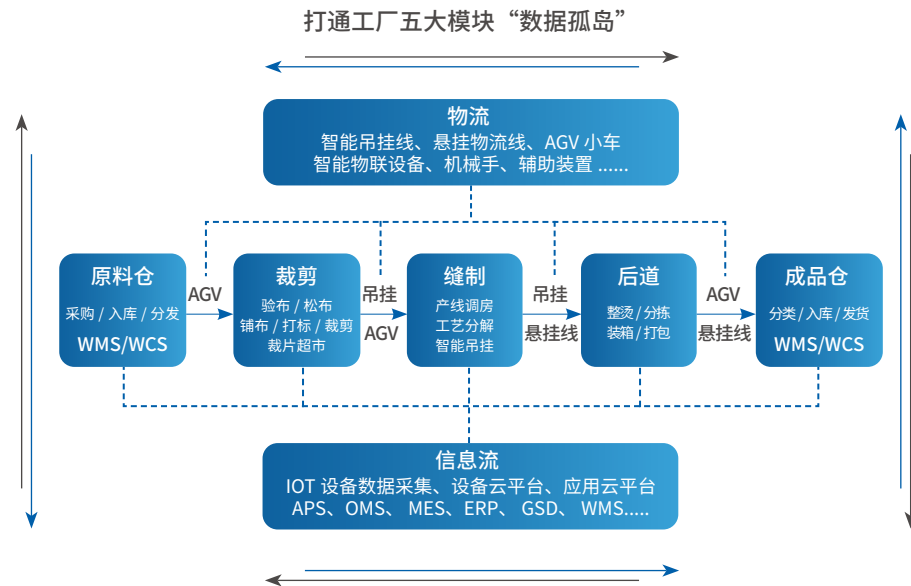 打通工厂五大模块“数据孤岛”
物流
智能吊挂线、悬挂物流线、AGV 小车
智能物联设备、机械手、辅助装置 ......
原料仓
采购 / 入库 / 分发
WMS/WCS
AGV
裁剪
验布 / 松布
铺布 / 打标 / 裁剪
裁片超市
吊挂
AGV
缝制
产线调房
工艺分解
智能吊挂
吊挂
悬挂线
后道
整烫 / 分拣
装箱 / 打包
AGV
悬挂线
成品仓
分类 / 入库 / 发货
WMS/WCS
信息流
IOT 设备数据采集、设备云平台、应用云平台
APS、OMS、 MES、ERP、 GSD、 WMS.....